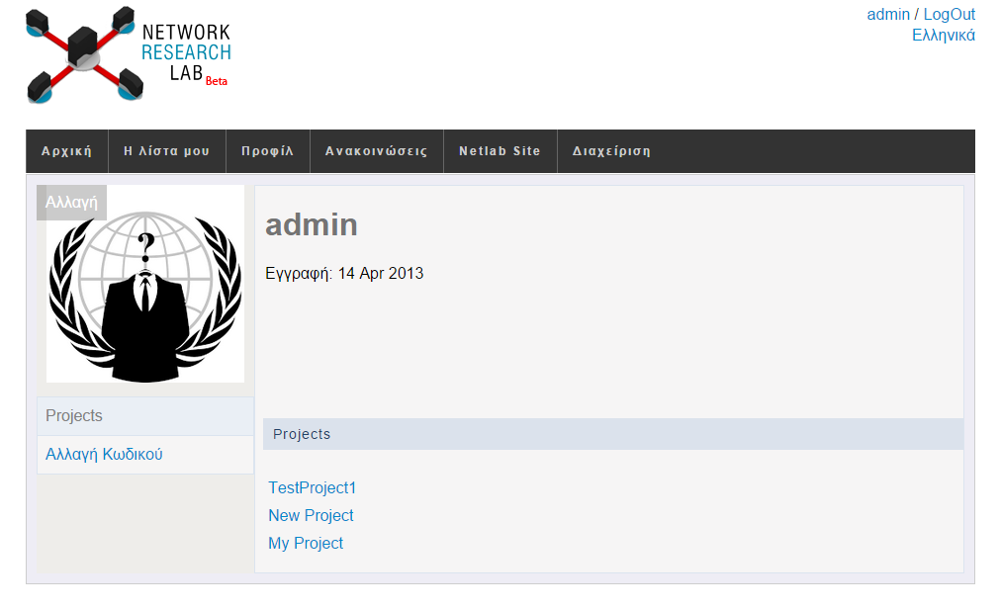 NETWORK
RESEARCH
LAB Beta
admin / LogOut
Ελληνικά
Αρχική Η λίστα μου Προφίλ Ανακοινώσεις Netlab Site Διαχείριση
Αλλαγή
admin
Εγγραφή: 14 Apr 2013
?
Projects
Αλλαγή Κωδικού
Projects
TestProject1
New Project
My Project